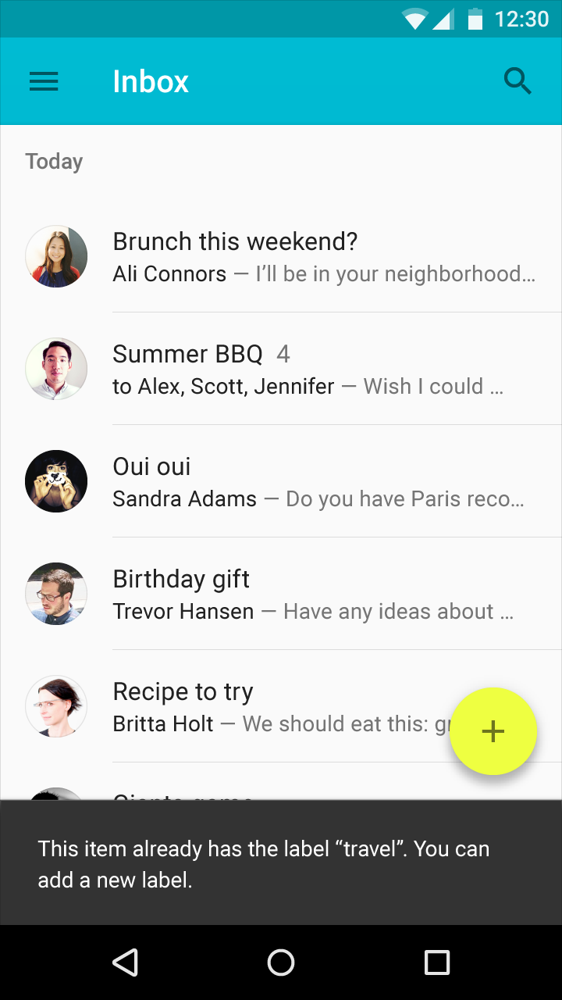 12:30
Inbox
Today
Brunch this weekend?
Ali Connors — I’ll be in your neighborhood…
Summer BBQ 4
to Alex, Scott, Jennifer — Wish I could …
Oui oui
Sandra Adams — Do you have Paris reco…
Birthday gift
Trevor Hansen — Have any ideas about …
Recipe to try
Britta Holt — We should eat this:
This item already has the label “travel”. You can
add a new label.